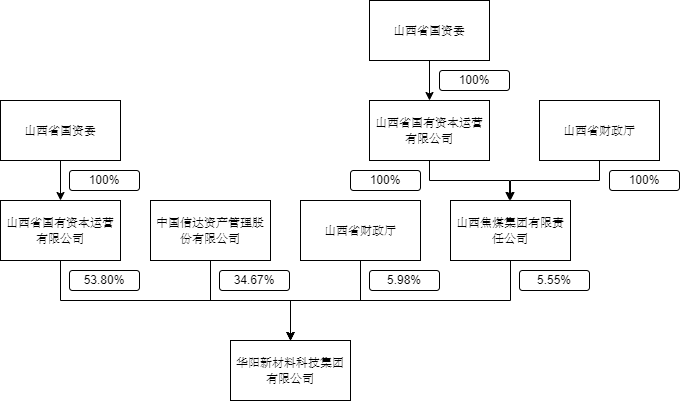 山西省国资委
100%
山西省国资委
山西省国有资本运营
有限公司
山西省财政厅
100%
100%
100%
山西省国有资本运营
有限公司
中国信达资产管理股
份有限公司
山西省财政厅
山西焦煤集团有限责
任公司
53.80%
34.67%
5.98%
5.55%
华阳新材料科技集团
有限公司